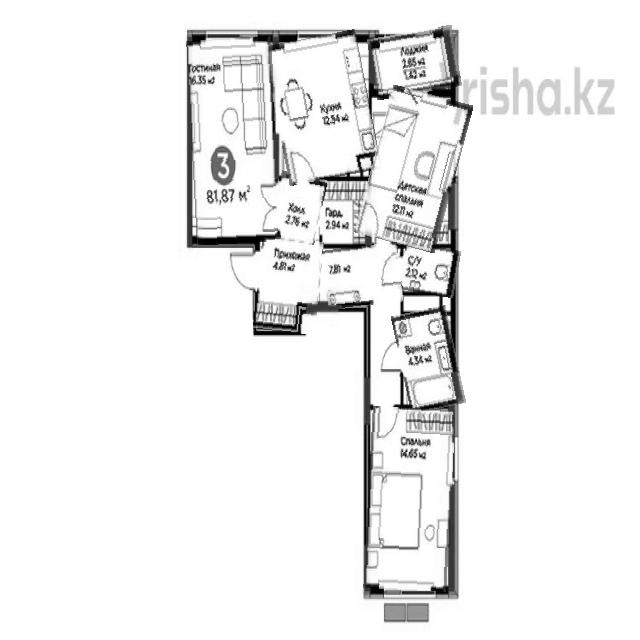 Гостиная
16.35 м2
Кухня
12.54 м2
Лоджия
2.85 м2
1.42 м2
risha.kz
3
81,87 м2
Детская
спальня
12.11 м2
Холл
2.76 м2
Гард.
2.94 м2
Прихожая
4.81 м2
7.81 м2
С/У
2.12 м2
Ванная
4.34 м2
Спальня
14.65 м2